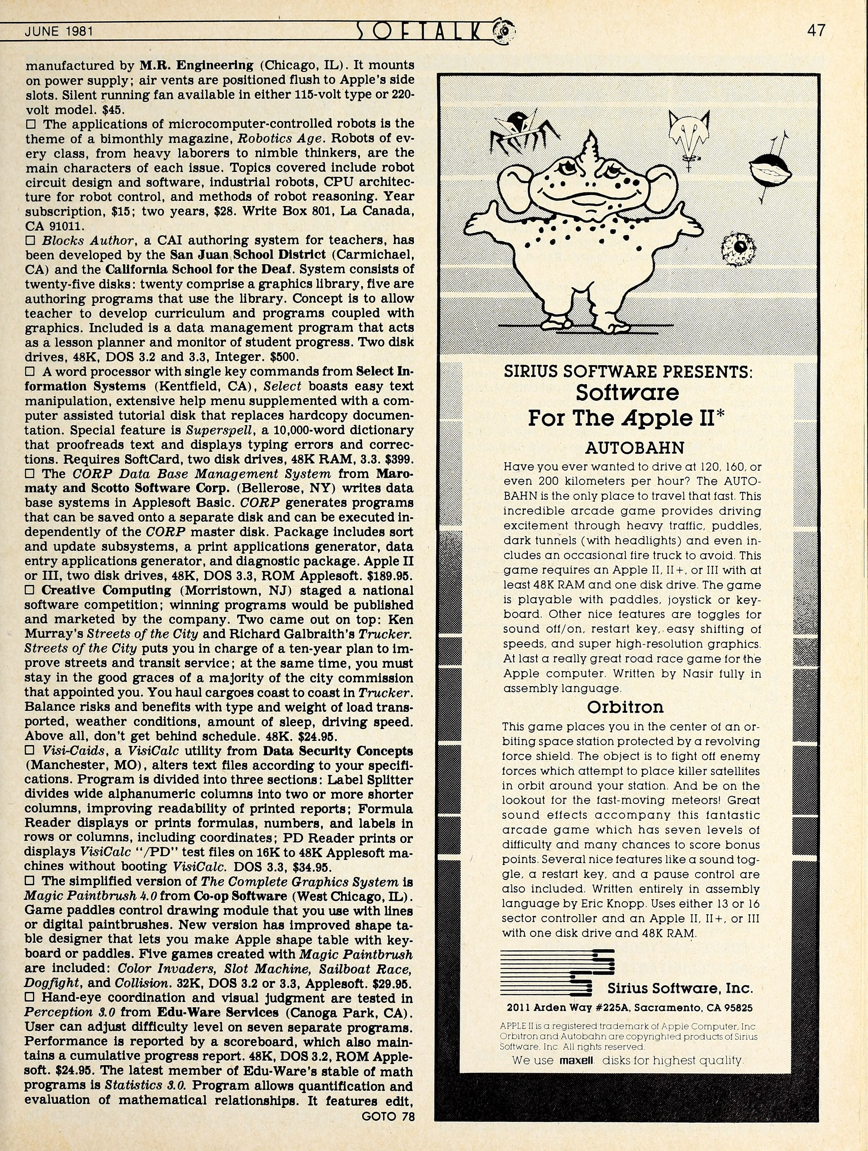 JUNE 1981
SOFTALK
47
manufactured by M.R. Engineering (Chicago, IL). It mounts
on power supply; air vents are positioned flush to Apple's side
slots. Silent running fan available in either 115-volt type or 220-
volt model. $45.
□ The applications of microcomputer-controlled robots is the
theme of a bimonthly magazine, Robotics Age. Robots of ev-
ery class, from heavy laborers to nimble thinkers, are the
main characters of each issue. Topics covered include robot
circuit design and software, industrial robots, CPU architec-
ture for robot control, and methods of robot reasoning. Year
subscription, $15; two years, $28. Write Box 801, La Canada,
CA 91011.
□ Blocks Author, a CAI authoring system for teachers, has
been developed by the San Juan School District (Carmichael,
CA) and the California School for the Deaf. System consists of
twenty-five disks: twenty comprise a graphics library, five are
authoring programs that use the library. Concept is to allow
teacher to develop curriculum and programs coupled with
graphics. Included is a data management program that acts
as a lesson planner and monitor of student progress. Two disk
drives, 48K, DOS 3.2 and 3.3, Integer. $500.
□ A word processor with single key commands from Select In-
formation Systems (Kentfield, CA), Select boasts easy text
manipulation, extensive help menu supplemented with a com-
puter assisted tutorial disk that replaces hardcopy documen-
tation. Special feature is Superspell, a 10,000-word dictionary
that proofreads text and displays typing errors and correc-
tions. Requires SoftCard, two disk drives, 48K RAM, 3.3. $399.
□ The CORP Data Base Management System from Maro-
maty and Scotto Software Corp. (Bellerose, NY) writes data
base systems in Applesoft Basic. CORP generates programs
that can be saved onto a separate disk and can be executed in-
dependently of the CORP master disk. Package includes sort
and update subsystems, a print applications generator, data
entry applications generator, and diagnostic package. Apple II
or III, two disk drives, 48K, DOS 3.3, ROM Applesoft. $189.95.
□ Creative Computing (Morristown, NJ) staged a national
software competition; winning programs would be published
and marketed by the company. Two came out on top: Ken
Murray's Streets of the City and Richard Galbraith's Trucker.
Streets of the City puts you in charge of a ten-year plan to im-
prove streets and transit service; at the same time, you must
stay in the good graces of a majority of the city commission
that appointed you. You haul cargoes coast to coast in Trucker.
Balance risks and benefits with type and weight of load trans-
ported, weather conditions, amount of sleep, driving speed.
Above all, don't get behind schedule. 48K. $24.95.
□ Visi-Caids, a VisiCalc utility from Data Security Concepts
(Manchester, MO), alters text files according to your specifi-
cations. Program is divided into three sections: Label Splitter
divides wide alphanumeric columns into two or more shorter
columns, improving readability of printed reports; Formula
Reader displays or prints formulas, numbers, and labels in
rows or columns, including coordinates; PD Reader prints or
displays VisiCalc "/PD" test files on 16K to 48K Applesoft ma-
chines without booting VisiCalc. DOS 3.3, $34.95.
□ The simplified version of The Complete Graphics System is
Magic Paintbrush 4.0 from Co-op Software (West Chicago, IL).
Game paddles control drawing module that you use with lines
or digital paintbrushes. New version has improved shape ta-
ble designer that lets you make Apple shape table with key-
board or paddles. Five games created with Magic Paintbrush
are included: Color Invaders, Slot Machine, Sailboat Race,
Dogfight, and Collision. 32K, DOS 3.2 or 3.3, Applesoft. $29.95.
□ Hand-eye coordination and visual judgment are tested in
Perception 3.0 from Edu-Ware Services (Canoga Park, CA).
User can adjust difficulty level on seven separate programs.
Performance is reported by a scoreboard, which also main-
tains a cumulative progress report. 48K, DOS 3.2, ROM Apple-
soft. $24.95. The latest member of Edu-Ware's stable of math
programs is Statistics 3.0. Program allows quantification and
evaluation of mathematical relationships. It features edit,
GOTO 78
SIRIUS SOFTWARE PRESENTS:
Software
For The Apple II*
AUTOBAHN
Have you ever wanted to drive at 120, 160, or
even 200 kilometers per hour? The AUTO-
BAHN is the only place to travel that fast. This
incredible arcade game provides driving
excitement through heavy traffic, puddles,
dark tunnels (with headlights) and even in-
cludes an occasional fire truck to avoid. This
game requires an Apple II, II+, or III with at
least 48K RAM and one disk drive. The game
is playable with paddles, joystick or key-
board. Other nice features are toggles for
sound off/on, restart key, easy shifting of
speeds, and super high-resolution graphics.
At last a really great road race game for the
Apple computer. Written by Nasir fully in
assembly language.
Orbitron
This game places you in the center of an or-
biting space station protected by a revolving
force shield. The object is to fight off enemy
forces which attempt to place killer satellites
in orbit around your station. And be on the
lookout for the fast-moving meteors! Great
sound effects accompany this fantastic
arcade game which has seven levels of
difficulty and many chances to score bonus
points. Several nice features like a sound tog-
gle, a restart key, and a pause control are
also included. Written entirely in assembly
language by Eric Knopp. Uses either 13 or 16
sector controller and an Apple II, II+, or III
with one disk drive and 48K RAM.
Sirius Software, Inc.
2011 Arden Way #225A, Sacramento, CA 95825
APPLE II is a registered trademark of Apple Computer, Inc.
Orbitron and Autobahn are copyrighted products of Sirius
Software, Inc. All rights reserved.
We use maxell disks for highest quality.